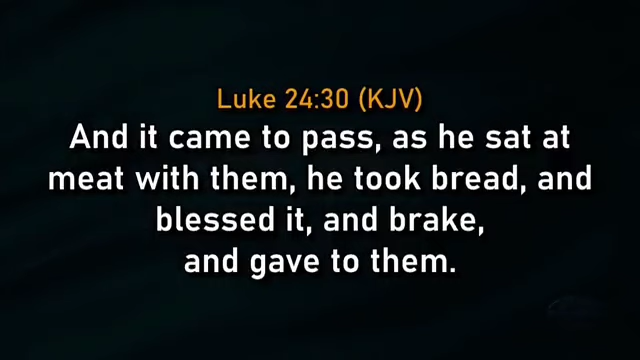 Luke 24:30 (KJV)
And it came to pass, as he sat at
meat with them, he took bread, and
blessed it, and brake,
and gave to them.